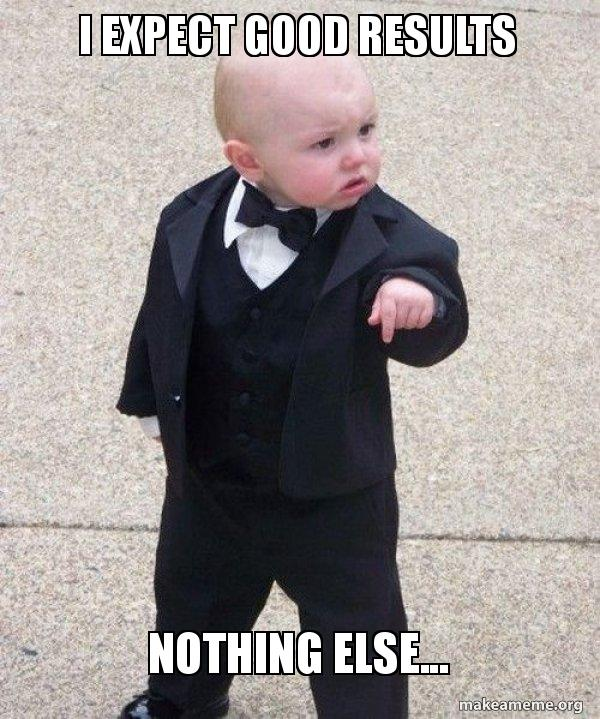 I EXPECT GOOD RESULTS
NOTHING ELSE...
makeameme.org